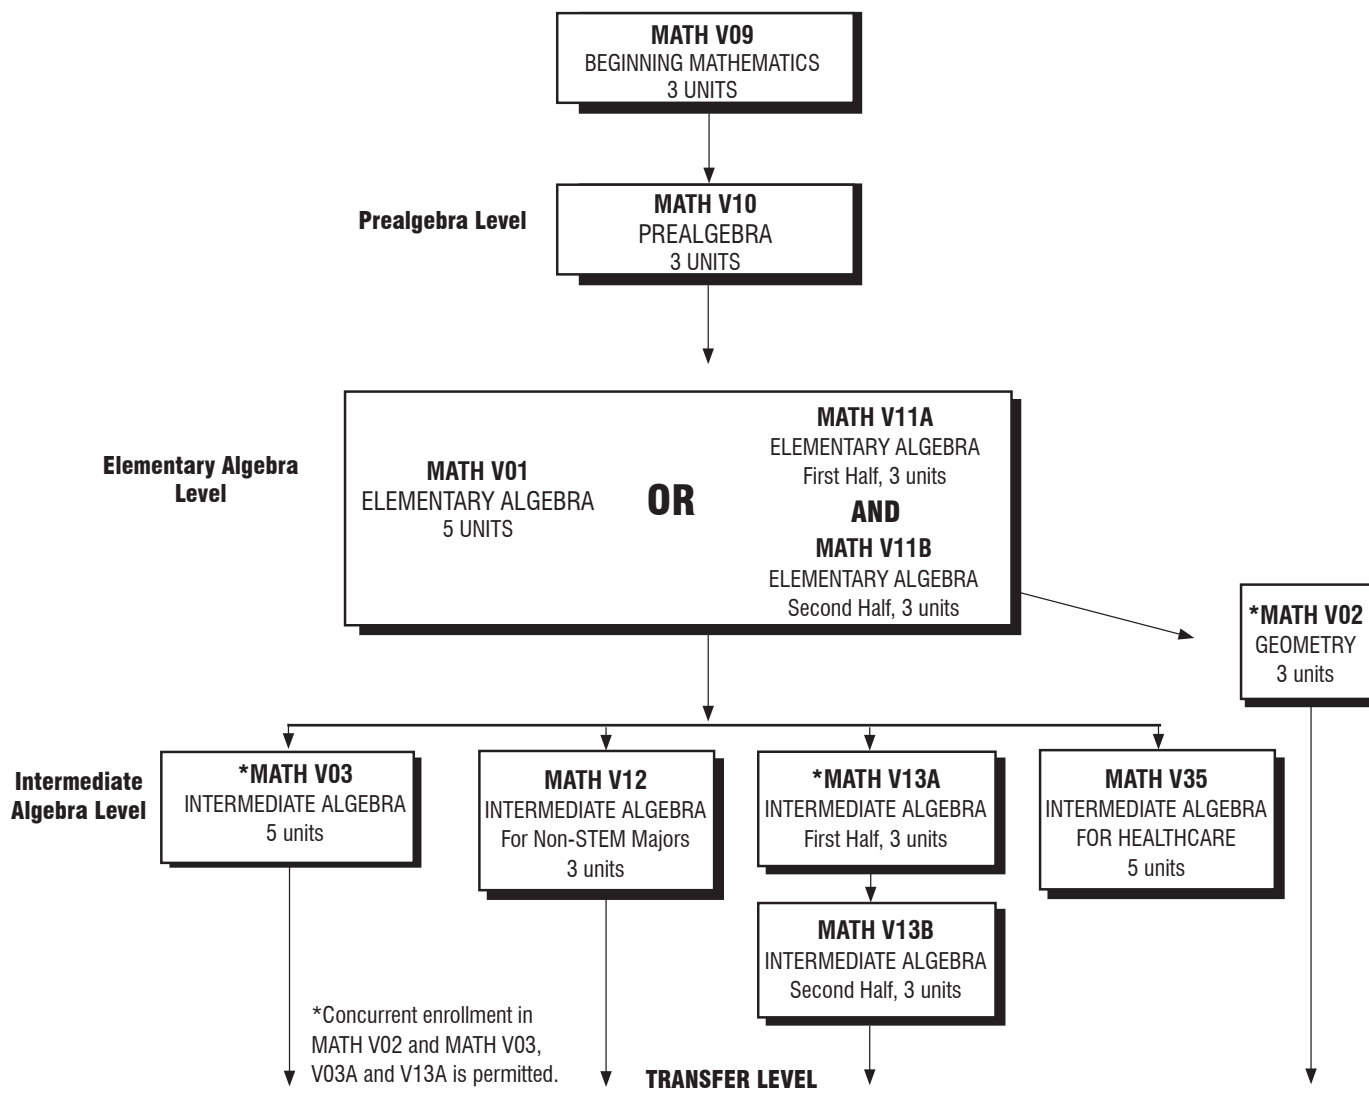 MATH V09
BEGINNING MATHEMATICS
3 UNITS
Prealgebra Level
MATH V10
PREALGEBRA
3 UNITS
Elementary Algebra
Level
MATH V01
ELEMENTARY ALGEBRA
5 UNITS
OR
MATH V11A
ELEMENTARY ALGEBRA
First Half, 3 units
AND
MATH V11B
ELEMENTARY ALGEBRA
Second Half, 3 units
*MATH V02
GEOMETRY
3 units
Intermediate
Algebra Level
*MATH V03
INTERMEDIATE ALGEBRA
5 units
MATH V12
INTERMEDIATE ALGEBRA
For Non-STEM Majors
3 units
*MATH V13A
INTERMEDIATE ALGEBRA
First Half, 3 units
MATH V35
INTERMEDIATE ALGEBRA
FOR HEALTHCARE
5 units
MATH V13B
INTERMEDIATE ALGEBRA
Second Half, 3 units
*Concurrent enrollment in
MATH V02 and MATH V03,
V03A and V13A is permitted.
TRANSFER LEVEL